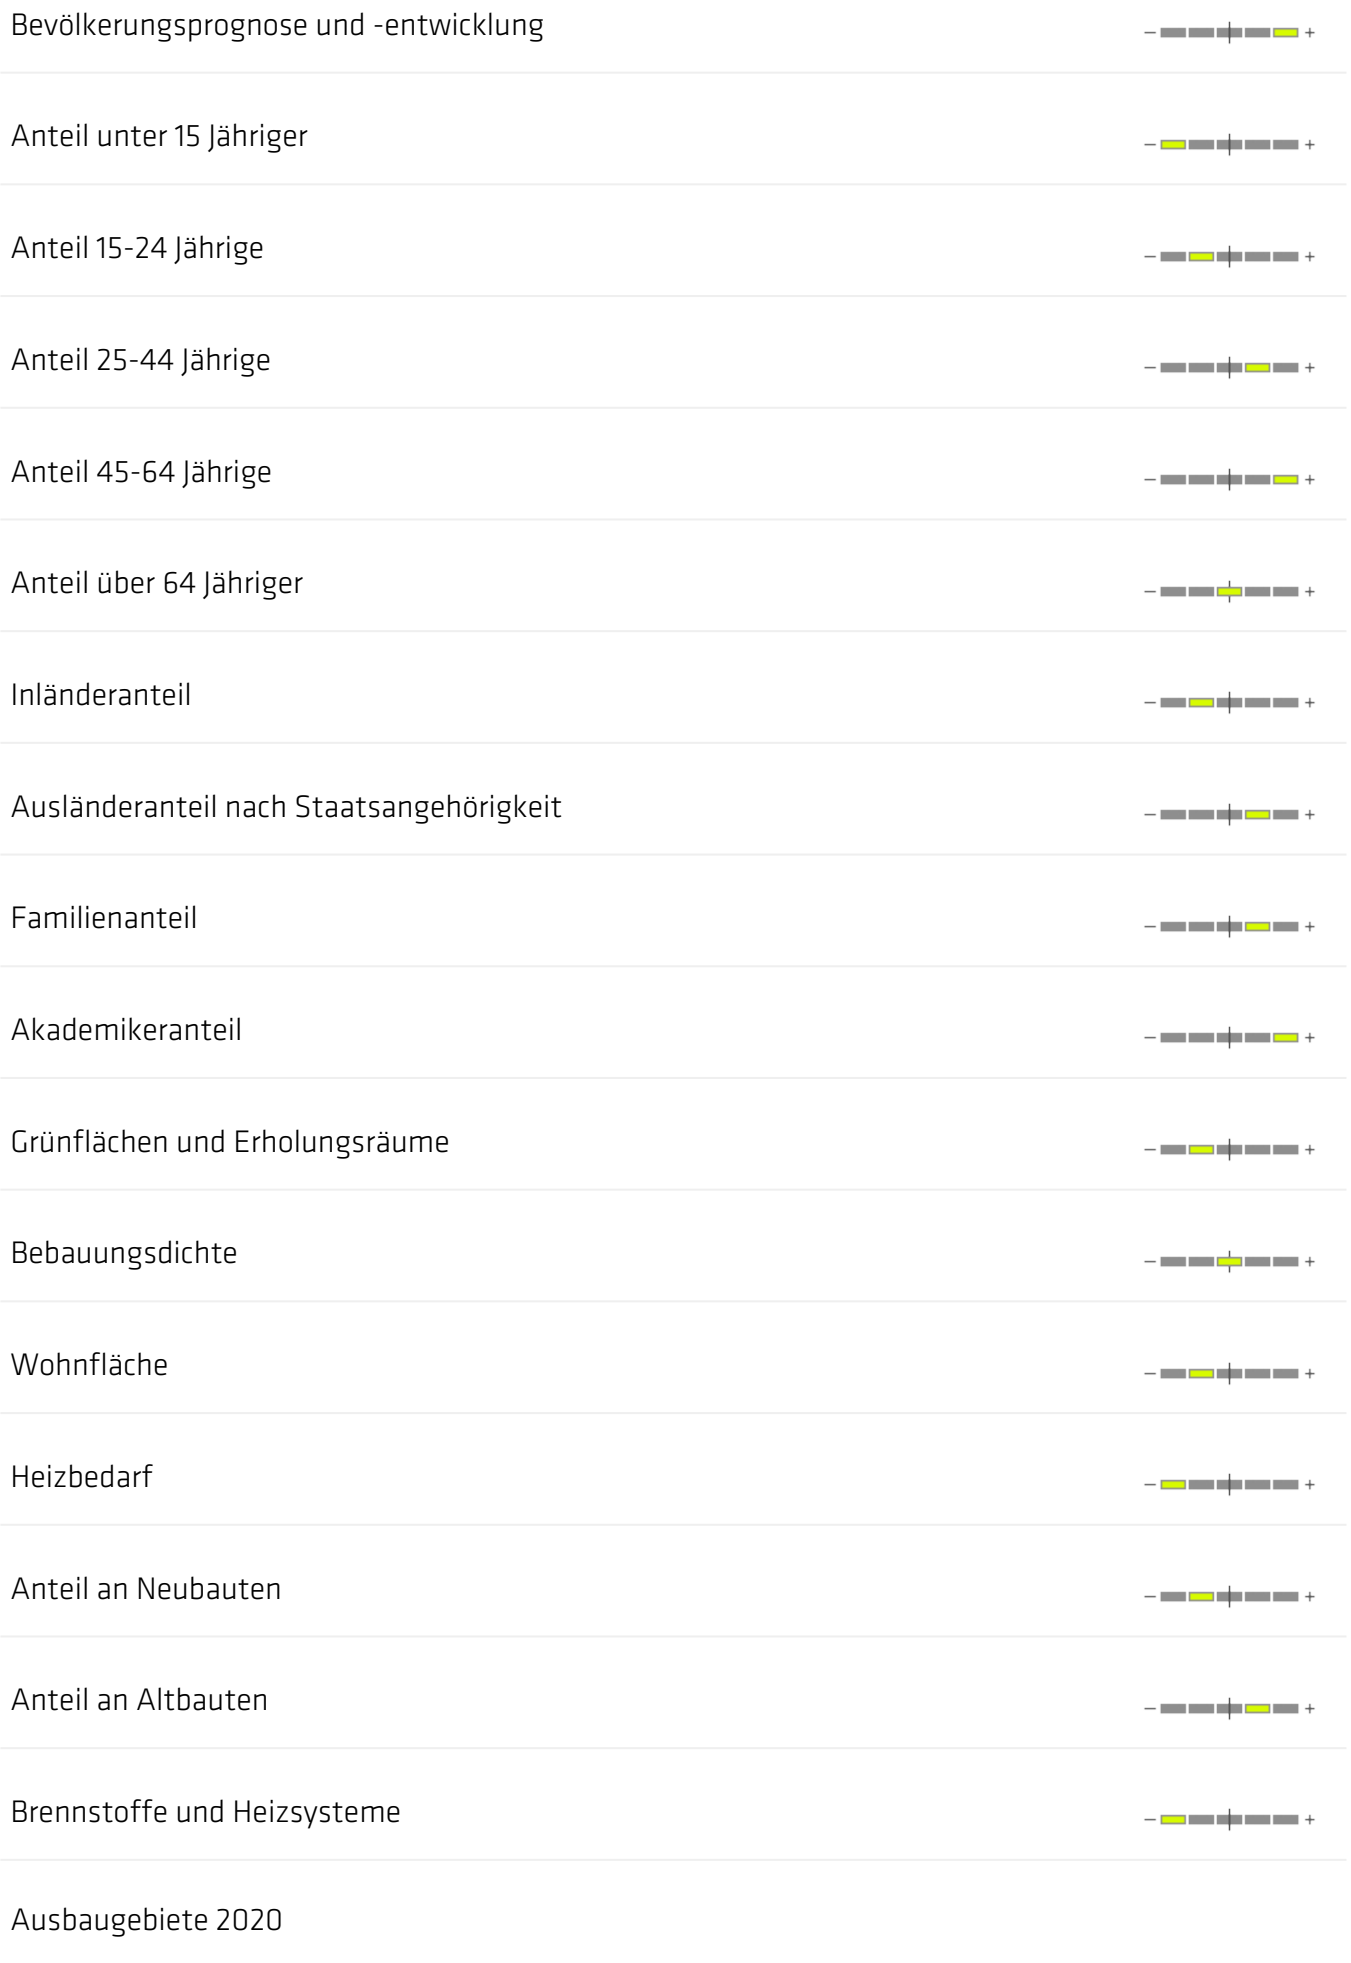 Bevölkerungsprognose und -entwicklung − +
Anteil unter 15 Jähriger − +
Anteil 15-24 Jährige − +
Anteil 25-44 Jährige − +
Anteil 45-64 Jährige − +
Anteil über 64 Jähriger − +
Inländeranteil − +
Ausländeranteil nach Staatsangehörigkeit − +
Familienanteil − +
Akademikeranteil − +
Grünflächen und Erholungsräume − +
Bebauungsdichte − +
Wohnfläche − +
Heizbedarf − +
Anteil an Neubauten − +
Anteil an Altbauten − +
Brennstoffe und Heizsysteme − +
Ausbaugebiete 2020